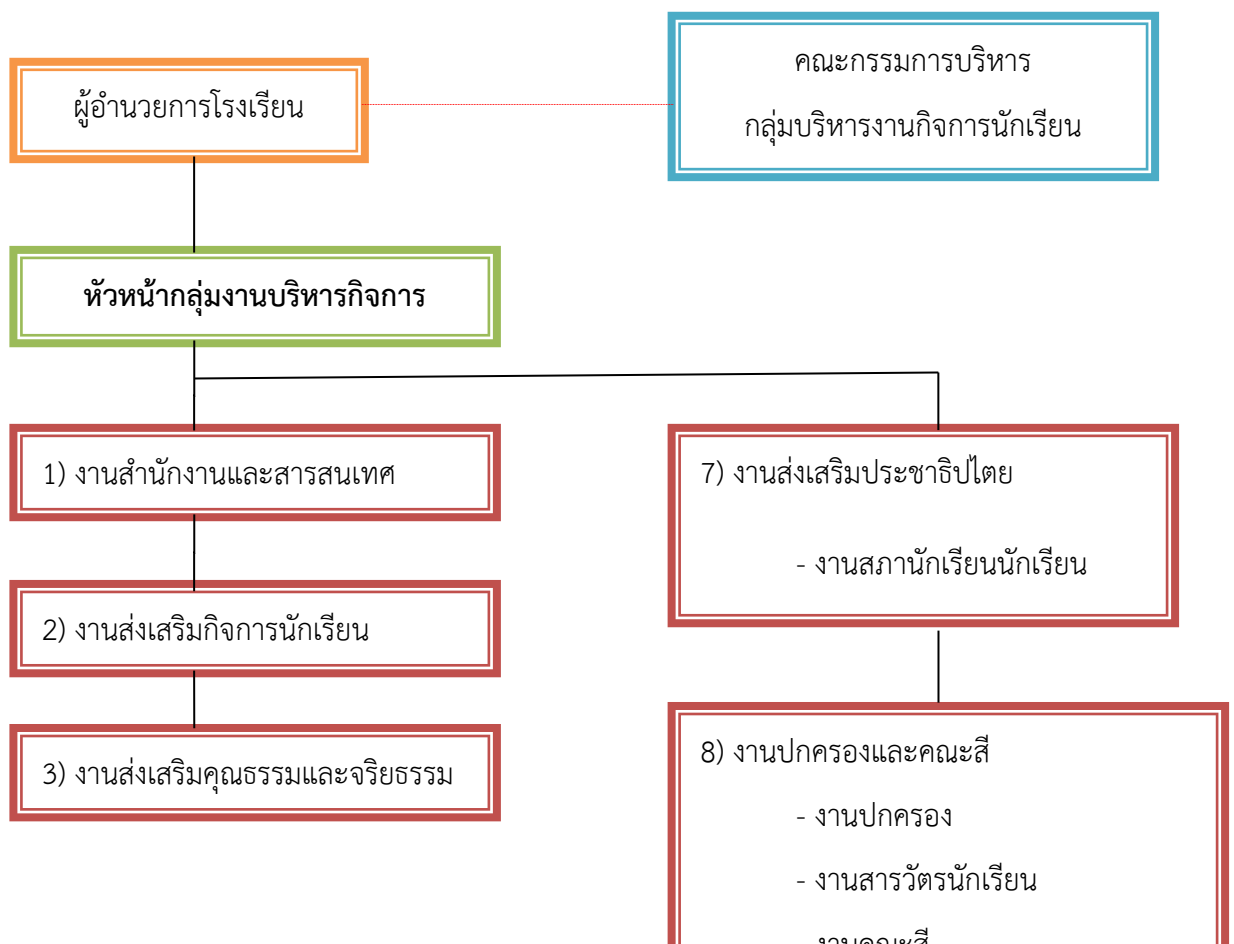 ผู้อำนวยการโรงเรียน
คณะกรรมการบริหาร
กลุ่มบริหารงานกิจการนักเรียน
หัวหน้ากลุ่มงานบริหารกิจการ
1) งานสำนักงานและสารสนเทศ
2) งานส่งเสริมกิจการนักเรียน
3) งานส่งเสริมคุณธรรมและจริยธรรม
7) งานส่งเสริมประชาธิปไตย
- งานสภานักเรียนนักเรียน
8) งานปกครองและคณะสี
- งานปกครอง
- งานสารวัตรนักเรียน
- งานคณะสี